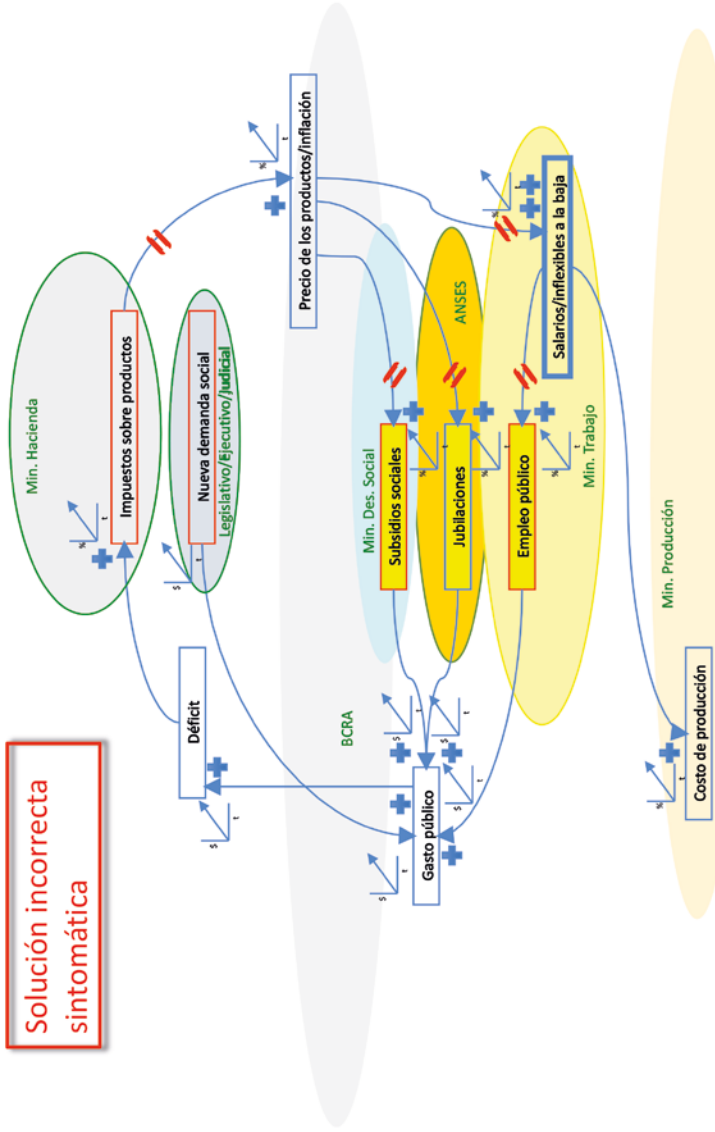 Solución incorrecta
sintomática
Min. Hacienda
%
t
Impuestos sobre productos
$
t
Nueva demanda social
Legislativo/Ejecutivo/Judicial
Déficit
$
t
%
t
Precio de los productos/inflación
BCRA
Min. Des. Social
Subsidios sociales
%
t
ANSES
Jubilaciones
%
t
Empleo público
%
t
Min. Trabajo
%
t
Salarios/inflexibles a la baja
$
t
$
t
$
t
$
t
Gasto público
Min. Producción
%
t
Costo de producción